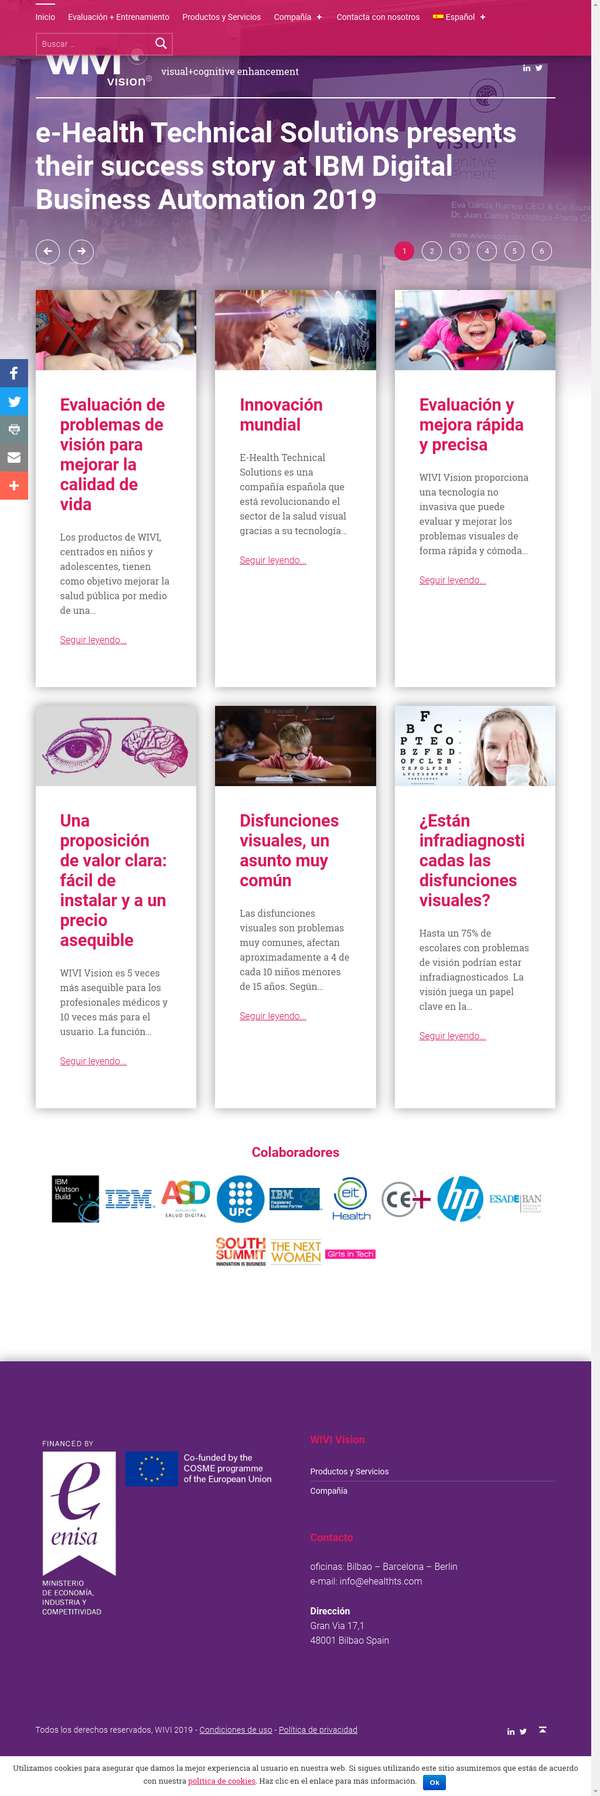 Inicio Evaluación + Entrenamiento Productos y Servicios Compañía + Contacta con nosotros Español +
Buscar ...
WIVI
vision
visual+cognitive enhancement
e-Health Technical Solutions presents
their success story at IBM Digital
Business Automation 2019
1 2 3 4 5 6
Evaluación de
problemas de
visión para
mejorar la
calidad de
vida
Los productos de WIVI,
centrados en niños y
adolescentes, tienen
como objetivo mejorar la
salud pública por medio
de una...
Seguir leyendo...
Innovación
mundial
E-Health Technical
Solutions es una
compañía española que
está revolucionando el
sector de la salud visual
gracias a su tecnología...
Seguir leyendo...
Evaluación y
mejora rápida
y precisa
WIVI Vision proporciona
una tecnología no
invasiva que puede
evaluar y mejorar los
problemas visuales de
forma rápida y cómoda...
Seguir leyendo...
Una
proposición
de valor clara:
fácil de
instalar y a un
precio
asequible
WIVI Vision es 5 veces
más asequible para los
profesionales médicos y
10 veces más para el
usuario. La función...
Seguir leyendo...
Disfunciones
visuales, un
asunto muy
común
Las disfunciones
visuales son problemas
muy comunes, afectan
aproximadamente a 4 de
cada 10 niños menores
de 15 años. Según...
Seguir leyendo...
F
B C
P T E O
¿Están
infradiagnosti
cadas las
disfunciones
visuales?
Hasta un 75% de
escolares con problemas
de visión podrían estar
infradiagnosticados. La
visión juega un papel
clave en la...
Seguir leyendo...
Colaboradores
IBM
Watson
Build
IBM
ASD
SALUD DIGITAL
UPC
IBM
Registered
Business Partner
eit
Health
CE+
hp
ESADE BAN
SOUTH
SUMMIT
INNOVATION IS BUSINESS
THE NEXT
WOMEN
Girls in Tech
FINANCED BY
enisa
MINISTERIO
DE ECONOMÍA,
INDUSTRIA Y
COMPETITIVIDAD
Co-funded by the
COSME programme
of the European Union
WIVI Vision
Productos y Servicios
Compañía
Contacto
oficinas: Bilbao – Barcelona – Berlin
e-mail: info@ehealthts.com
Dirección
Gran Via 17,1
48001 Bilbao Spain
Todos los derechos reservados, WIVI 2019 - Condiciones de uso - Política de privacidad
Utilizamos cookies para asegurar que damos la mejor experiencia al usuario en nuestra web. Si sigues utilizando este sitio asumiremos que estás de acuerdo
con nuestra política de cookies. Haz clic en el enlace para más información. Ok